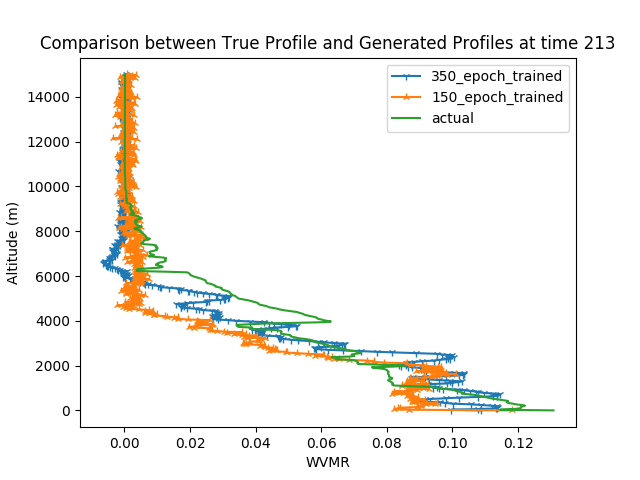 Comparison between True Profile and Generated Profiles at time 213
350_epoch_trained
150_epoch_trained
actual
Altitude (m)
14000
12000
10000
8000
6000
4000
2000
0
0.00 0.02 0.04 0.06 0.08 0.10 0.12
WVMR